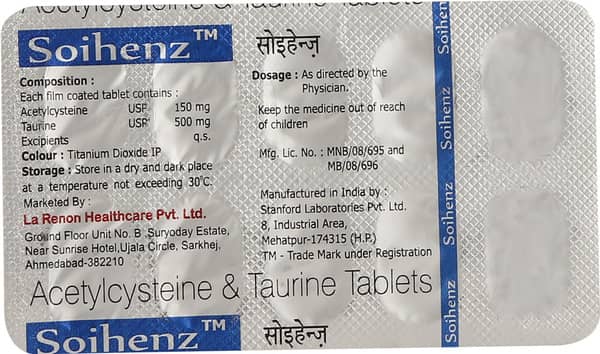 Acetylcysteine & Taurine Tablets
Soihenz™
सोइहेन्ज़
Composition :
Each film coated tablet contains :
Acetylcysteine USP 150 mg
Taurine USP 500 mg
Excipients q.s.
Colour : Titanium Dioxide IP
Storage : Store in a dry and dark place
at a temperature not exceeding 30°C.
Marketed By :
La Renon Healthcare Pvt. Ltd.
Ground Floor Unit No. B Suryoday Estate,
Near Sunrise Hotel,Ujala Circle, Sarkhej,
Ahmedabad-382210
Dosage : As directed by the
Physician.
Keep the medicine out of reach
of children
Mfg. Lic. No. : MNB/08/695 and
MB/08/696
Manufactured in India by :
Stanford Laboratories Pvt. Ltd.
8, Industrial Area,
Mehatpur-174315 (H.P.)
TM - Trade Mark under Registration
Acetylcysteine & Taurine Tablets
Soihenz™
सोइहेन्ज़
Soihenz
Soihenz
Soihenz
Soihenz